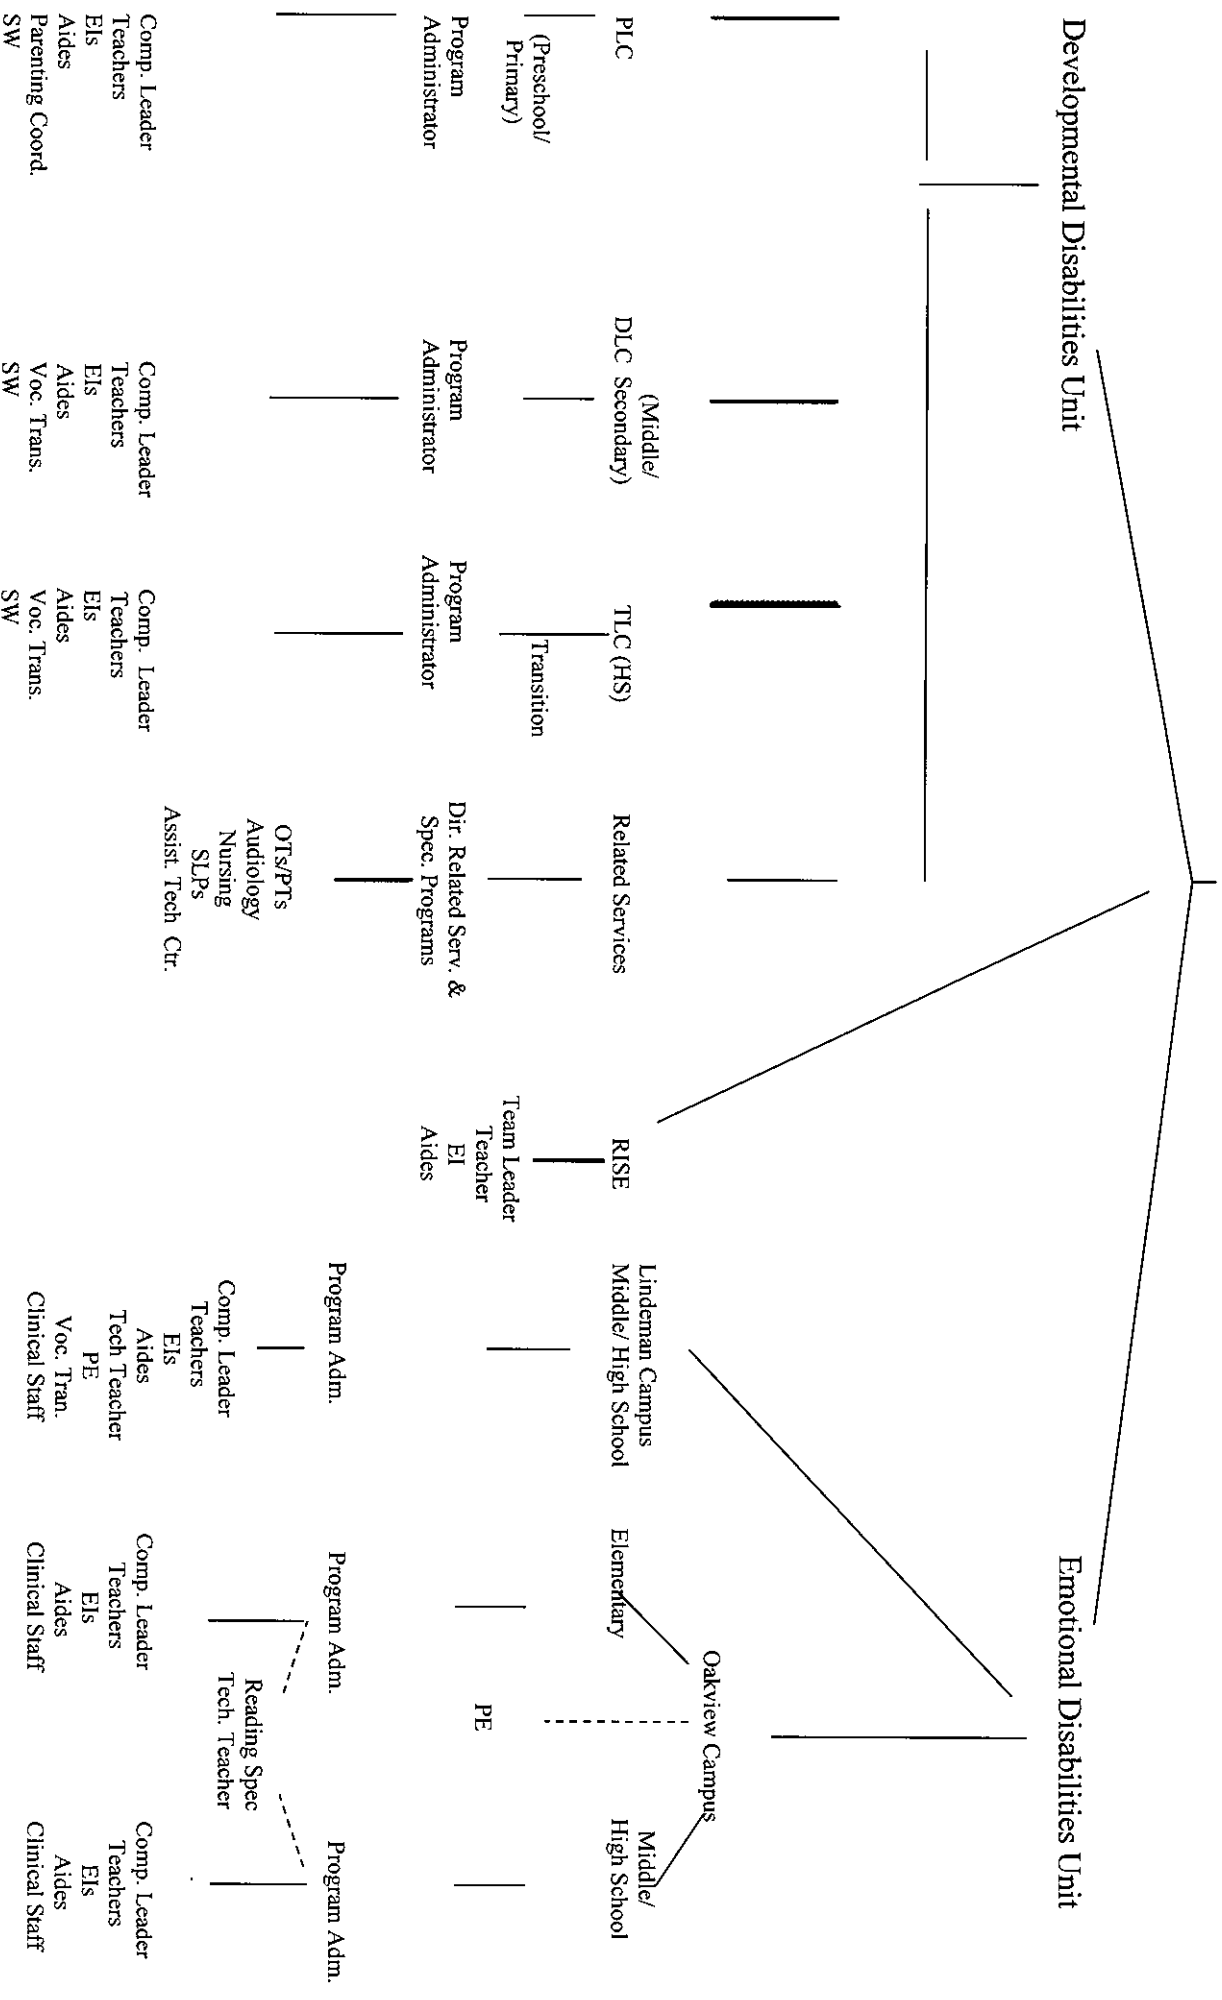 Developmental Disabilities Unit
Emotional Disabilities Unit
PLC
(Preschool/
Primary)
Program
Administrator
Comp. Leader
Teachers
EIs
Aides
Parenting Coord.
SW
(Middle/
DLC Secondary)
Program
Administrator
Comp. Leader
Teachers
EIs
Aides
Voc. Trans.
SW
TLC (HS)
Transition
Program
Administrator
Comp. Leader
Teachers
EIs
Aides
Voc. Trans.
SW
Related Services
Dir. Related Serv. &
Spec. Programs
OTs/PTs
Audiology
Nursing
SLPs
Assist. Tech Ctr.
RISE
Team Leader
Teacher
EI
Aides
Lindeman Campus
Middle/ High School
Program Adm.
Comp. Leader
Teachers
EIs
Aides
Tech Teacher
PE
Voc. Tran.
Clinical Staff
Oakview Campus
Elementary
PE
Middle/
High School
Program Adm.
Comp. Leader
Teachers
EIs
Aides
Clinical Staff
Reading Spec
Tech. Teacher
Program Adm.
Comp. Leader
Teachers
EIs
Aides
Clinical Staff